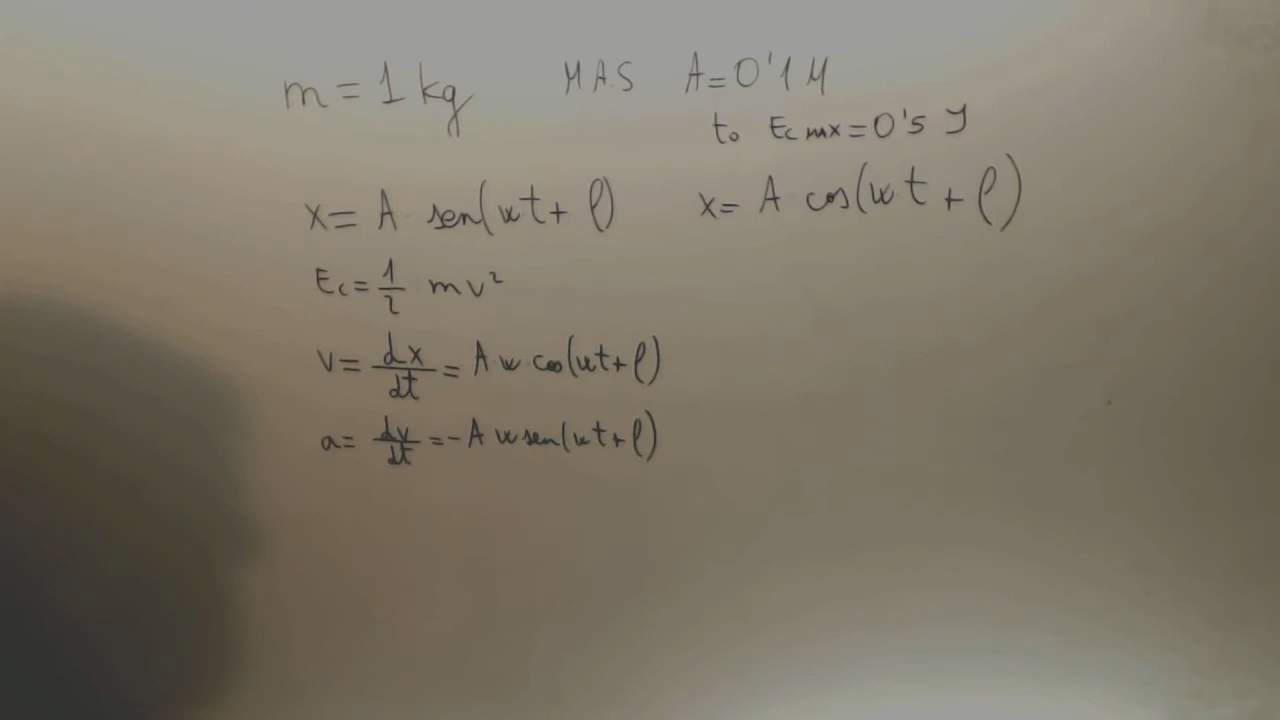 m = 1 kg MAS A = 0'1 M
to Ec MAX = 0's J
x = A sen(wt + φ) x = A cos(wt + φ)
Ec = 1/2 mv²
v = dx/dt = A w cos(wt + φ)
a = dv/dt = -A w sen(wt + φ)